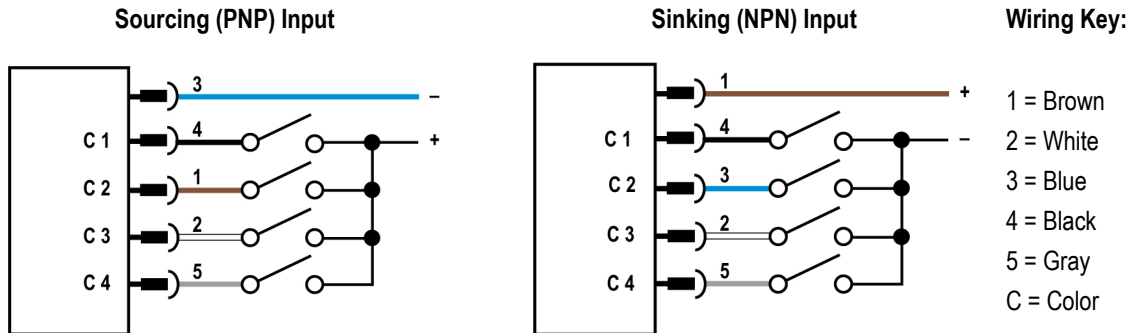 Sourcing (PNP) Input
3
–
C 1
4
+
C 2
1
C 3
2
C 4
5
Sinking (NPN) Input
1
+
C 1
4
–
C 2
3
C 3
2
C 4
5
Wiring Key:
1 = Brown
2 = White
3 = Blue
4 = Black
5 = Gray
C = Color